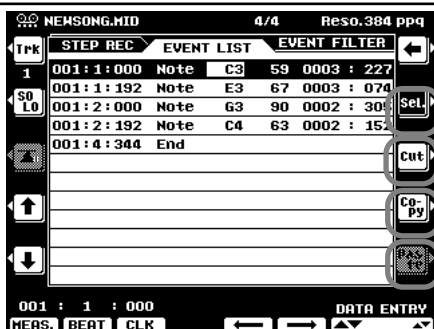 NEWSONG.MID 4/4 Reso.384 ppq
Trk STEP REC EVENT LIST EVENT FILTER
1
001:1:000 Note C3 59 0003 : 227
SO LO
001:1:192 Note E3 67 0003 : 074
001:2:000 Note G3 90 0002 : 305
Sel.
001:2:192 Note C4 63 0002 : 152
001:4:344 End
Cut
Co-
py
001 : 1 : 000 DATA ENTRY
MEAS. BEAT CLK